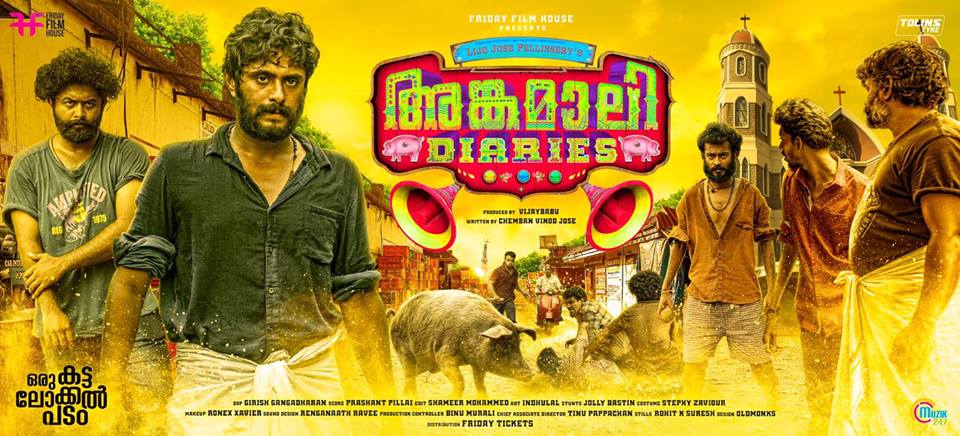 FRIDAY
FILM
HOUSE
FRIDAY FILM HOUSE
PRESENTS
TOLINS
TYRE
LIJO JOSE PELLISSERY'S
അങ്കമാലി
DIARIES
PRODUCED BY VIJAYBABU
WRITTEN BY CHEMBAN VINOD JOSE
1975
ഒരു കട്ട
ലോക്കൽ
പടം
DOP GIRISH GANGADHARAN SCORE PRASHANT PILLAI EDIT SHAMEER MOHAMMED ART INDHULAL STUNTS JOLLY BASTIN COSTUME STEPHY ZAVIOUR
MAKEUP RONEX XAVIER SOUND DESIGN RENGANATH RAVEE PRODUCTION CONTROLLER BINU MURALI CHIEF ASSOCIATE DIRECTOR TINU PAPPACHAN STILLS ROHIT K SURESH DESIGN OLDMONKS
DISTRIBUTION FRIDAY TICKETS
MUZIK
247